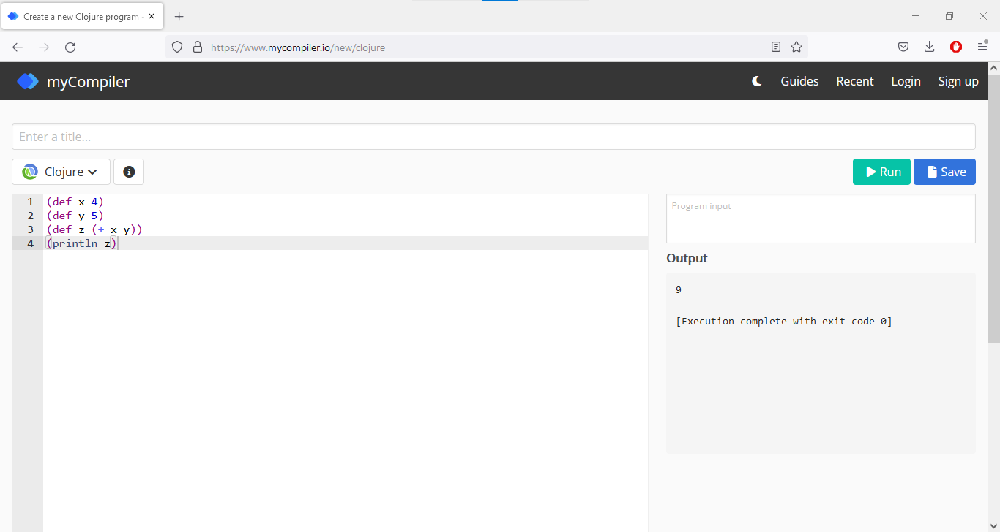 Create a new Clojure program -
https://www.mycompiler.io/new/clojure
myCompiler
Guides Recent Login Sign up
Enter a title...
Clojure
Run Save
1 (def x 4)
2 (def y 5)
3 (def z (+ x y))
4 (println z)
Program input
Output
9
[Execution complete with exit code 0]